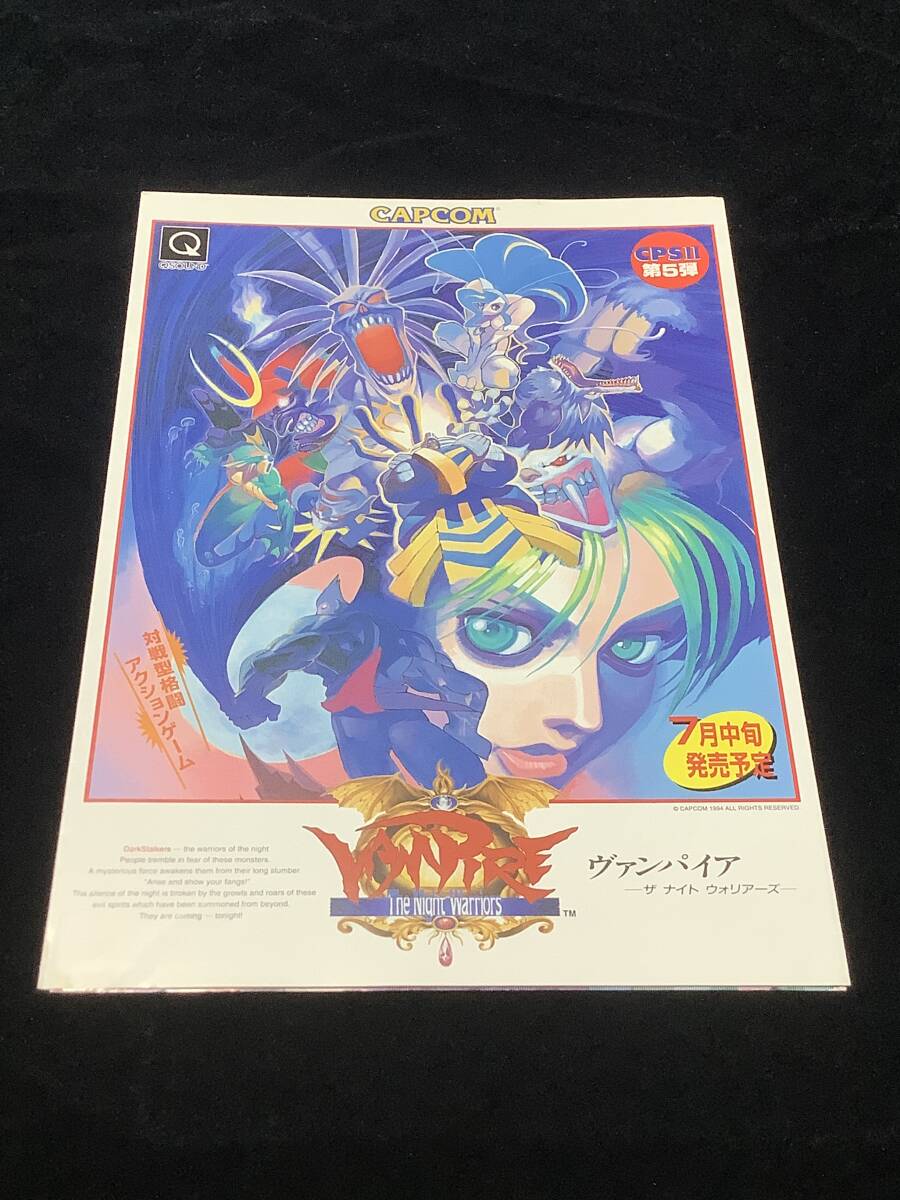 CAPCOM
Q
QSOUND
CPSII
第5弾
対戦型格闘
アクションゲーム
7月中旬
発売予定
© CAPCOM 1994 ALL RIGHTS RESERVED
DarkStalkers — the warriors of the night
People tremble in fear of these monsters.
A mysterious force awakens them from their long slumber.
"Arise and show your fangs!"
The silence of the night is broken by the growls and roars of these
evil spirits which have been summoned from beyond.
They are coming — tonight!
VAMPIRE
The Night Warriors
TM
ヴァンパイア
—ザ ナイト ウォリアーズ—